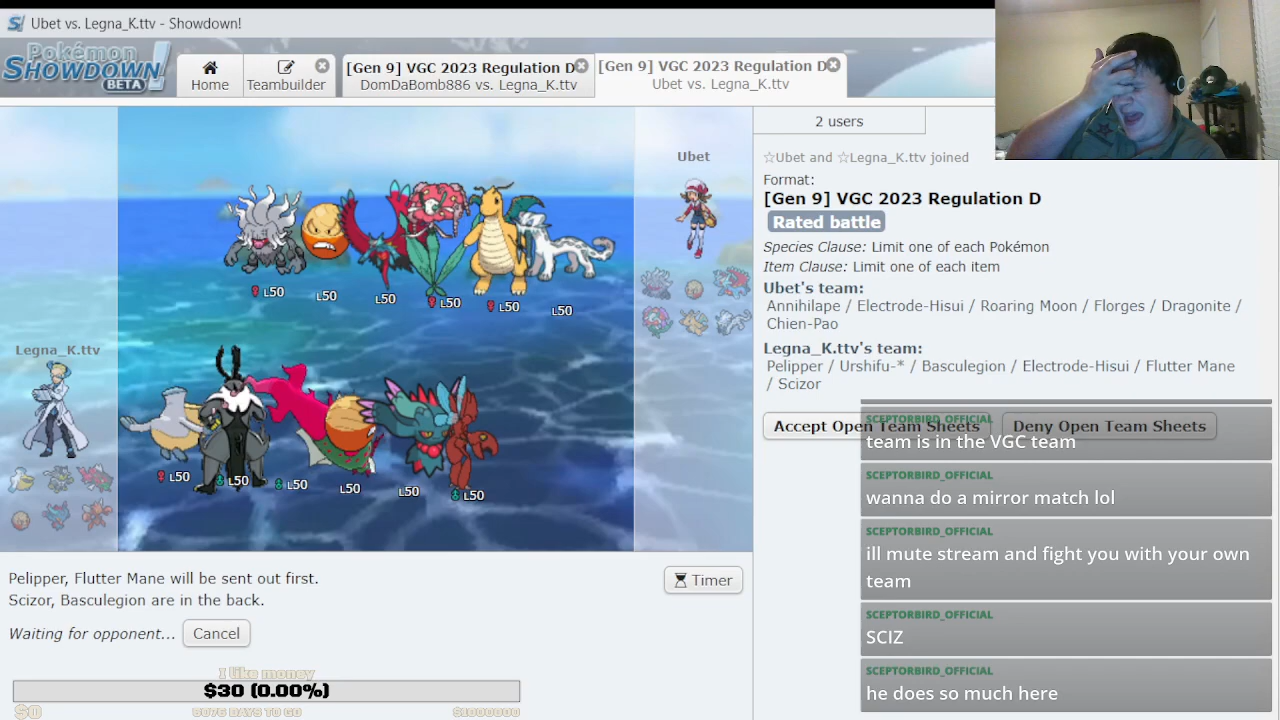 Ubet vs. Legna_K.ttv - Showdown!
Pokémon
SHOWDOWN!
BETA
Home
Teambuilder
[Gen 9] VGC 2023 Regulation D
DomDaBomb886 vs. Legna_K.ttv
[Gen 9] VGC 2023 Regulation D
Ubet vs. Legna_K.ttv
2 users
☆Ubet and ☆Legna_K.ttv joined
Format:
[Gen 9] VGC 2023 Regulation D
Rated battle
Species Clause: Limit one of each Pokémon
Item Clause: Limit one of each item
Ubet's team:
Annihilape / Electrode-Hisui / Roaring Moon / Florges / Dragonite /
Chien-Pao
Legna_K.ttv's team:
Pelipper / Urshifu-* / Basculegion / Electrode-Hisui / Flutter Mane
/ Scizor
Accept Open Team Sheets
Deny Open Team Sheets
Ubet
L50 L50 L50 L50 L50 L50
Legna_K.ttv
L50 L50 L50 L50 L50 L50
SCEPTORBIRD_OFFICIAL
team is in the VGC team
SCEPTORBIRD_OFFICIAL
wanna do a mirror match lol
SCEPTORBIRD_OFFICIAL
ill mute stream and fight you with your own
team
SCEPTORBIRD_OFFICIAL
SCIZ
SCEPTORBIRD_OFFICIAL
he does so much here
Pelipper, Flutter Mane will be sent out first.
Scizor, Basculegion are in the back.
Timer
Waiting for opponent...
Cancel
I like money
$30 (0.00%)
$0
5075 DAYS TO GO
$1000000